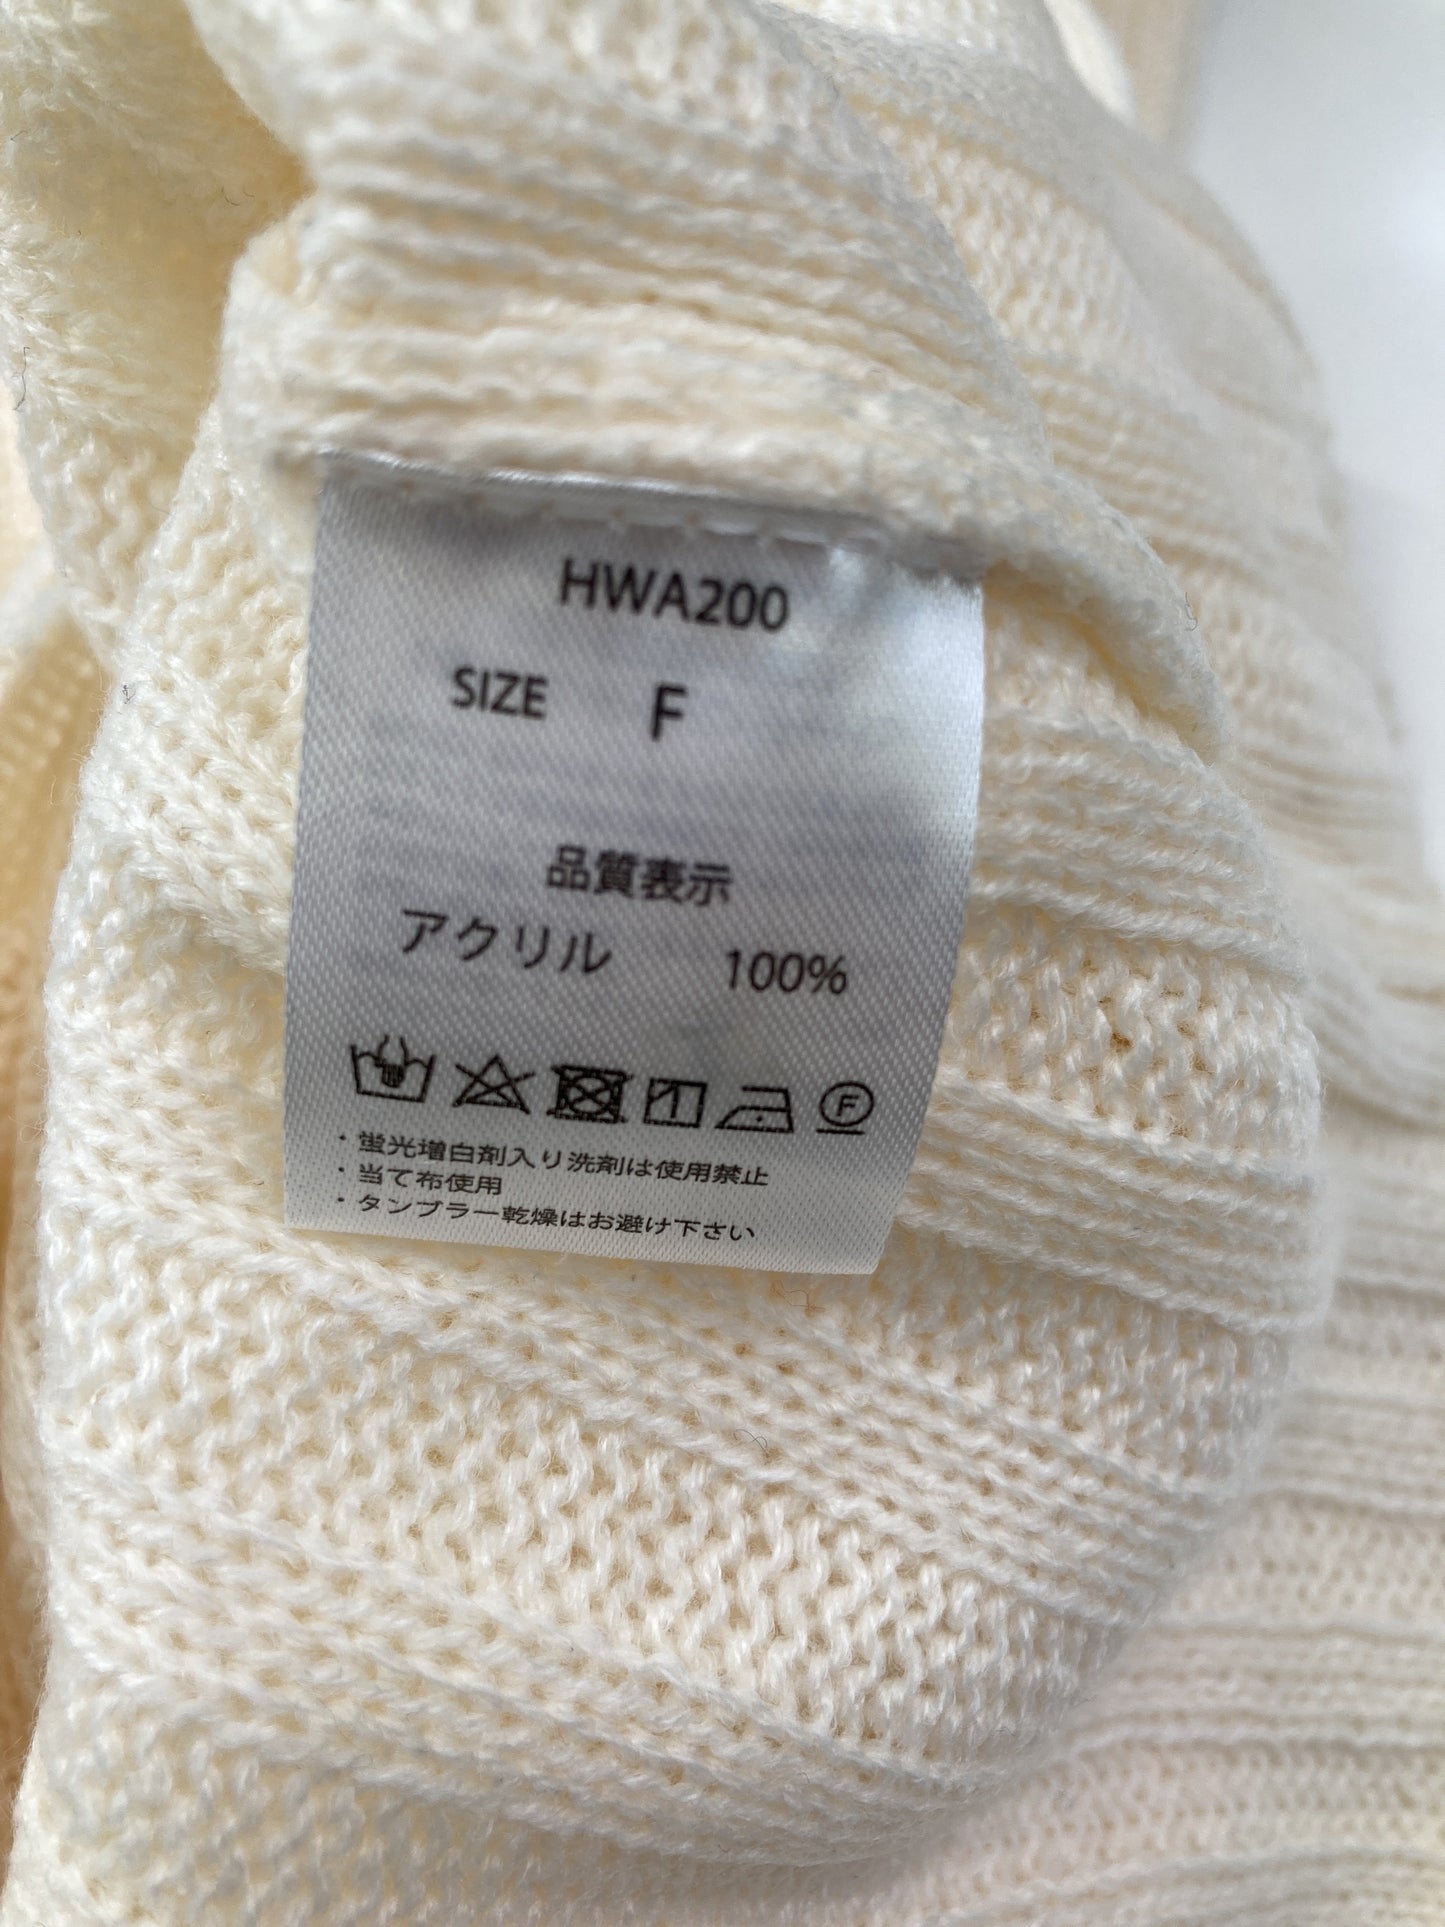 HWA200
SIZE F
品質表示
アクリル 100%
F
・蛍光増白剤入り洗剤は使用禁止
・当て布使用
・タンブラー乾燥はお避け下さい